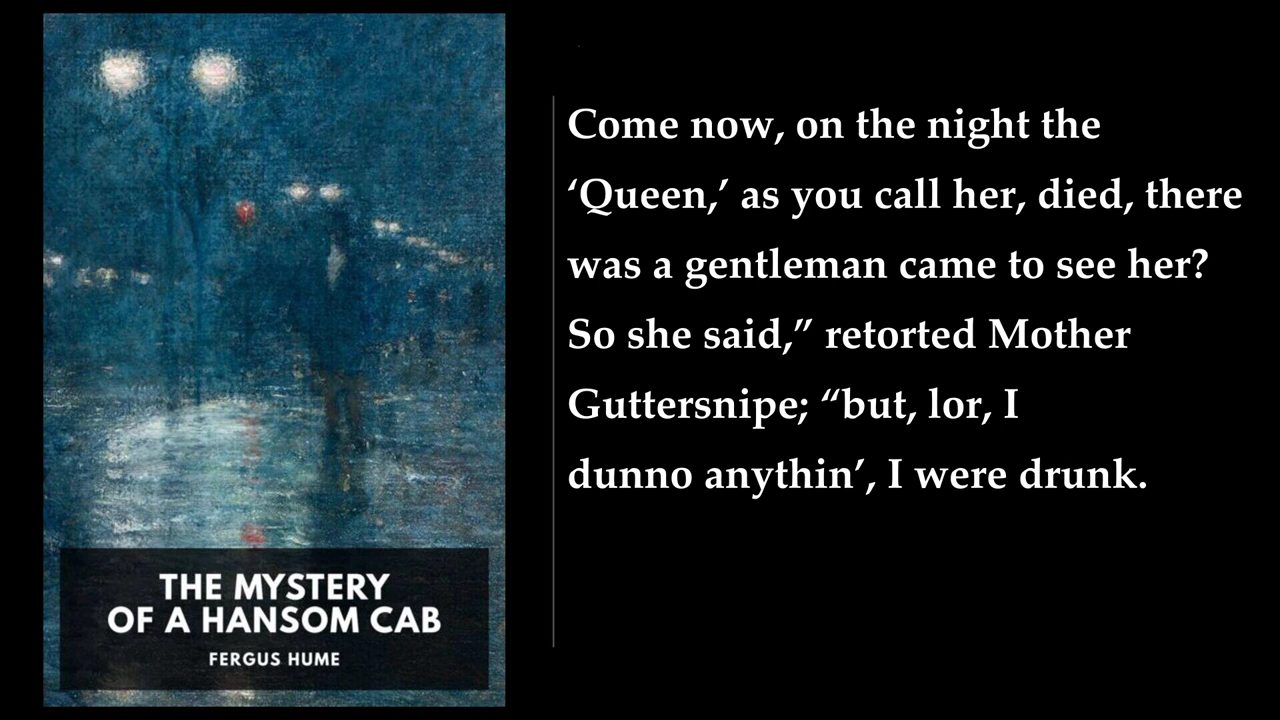 Come now, on the night the
‘Queen,’ as you call her, died, there
was a gentleman came to see her?
So she said,” retorted Mother
Guttersnipe; “but, lor, I
dunno anythin’, I were drunk.
THE MYSTERY
OF A HANSOM CAB
FERGUS HUME